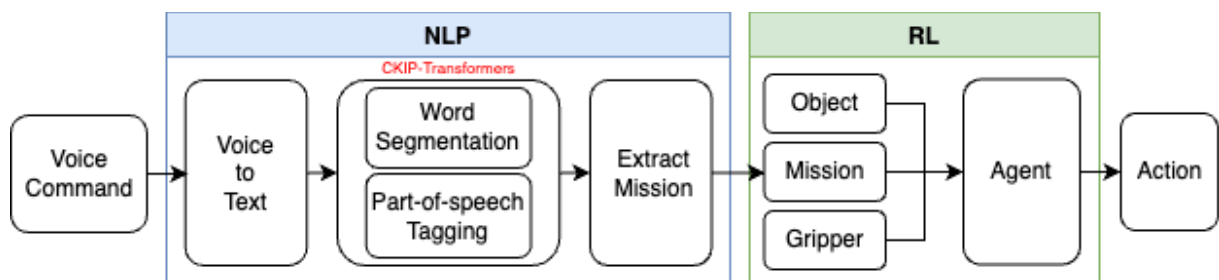 NLP
RL
CKIP-Transformers
Voice
Command
Voice
to
Text
Word
Segmentation
Part-of-speech
Tagging
Extract
Mission
Object
Mission
Gripper
Agent
Action